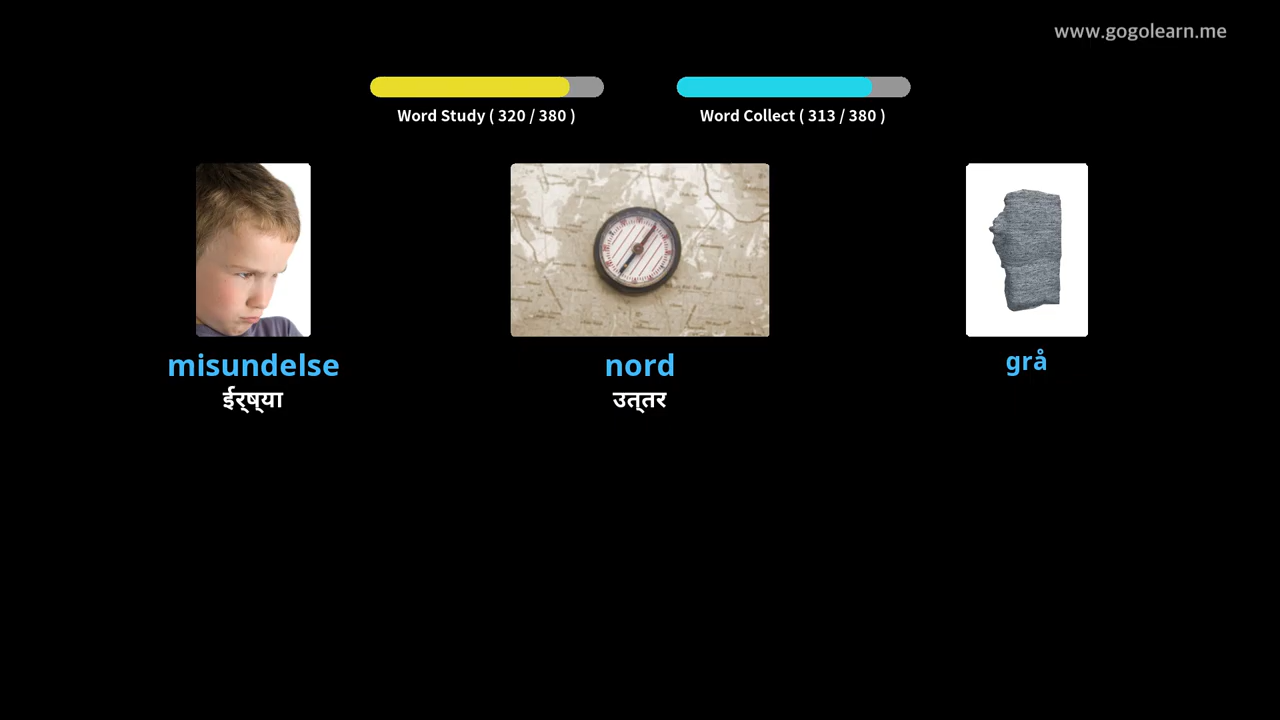 www.gogolearn.me
Word Study ( 320 / 380 )
Word Collect ( 313 / 380 )
misundelse
nord
grå
ईर्ष्या
उत्तर